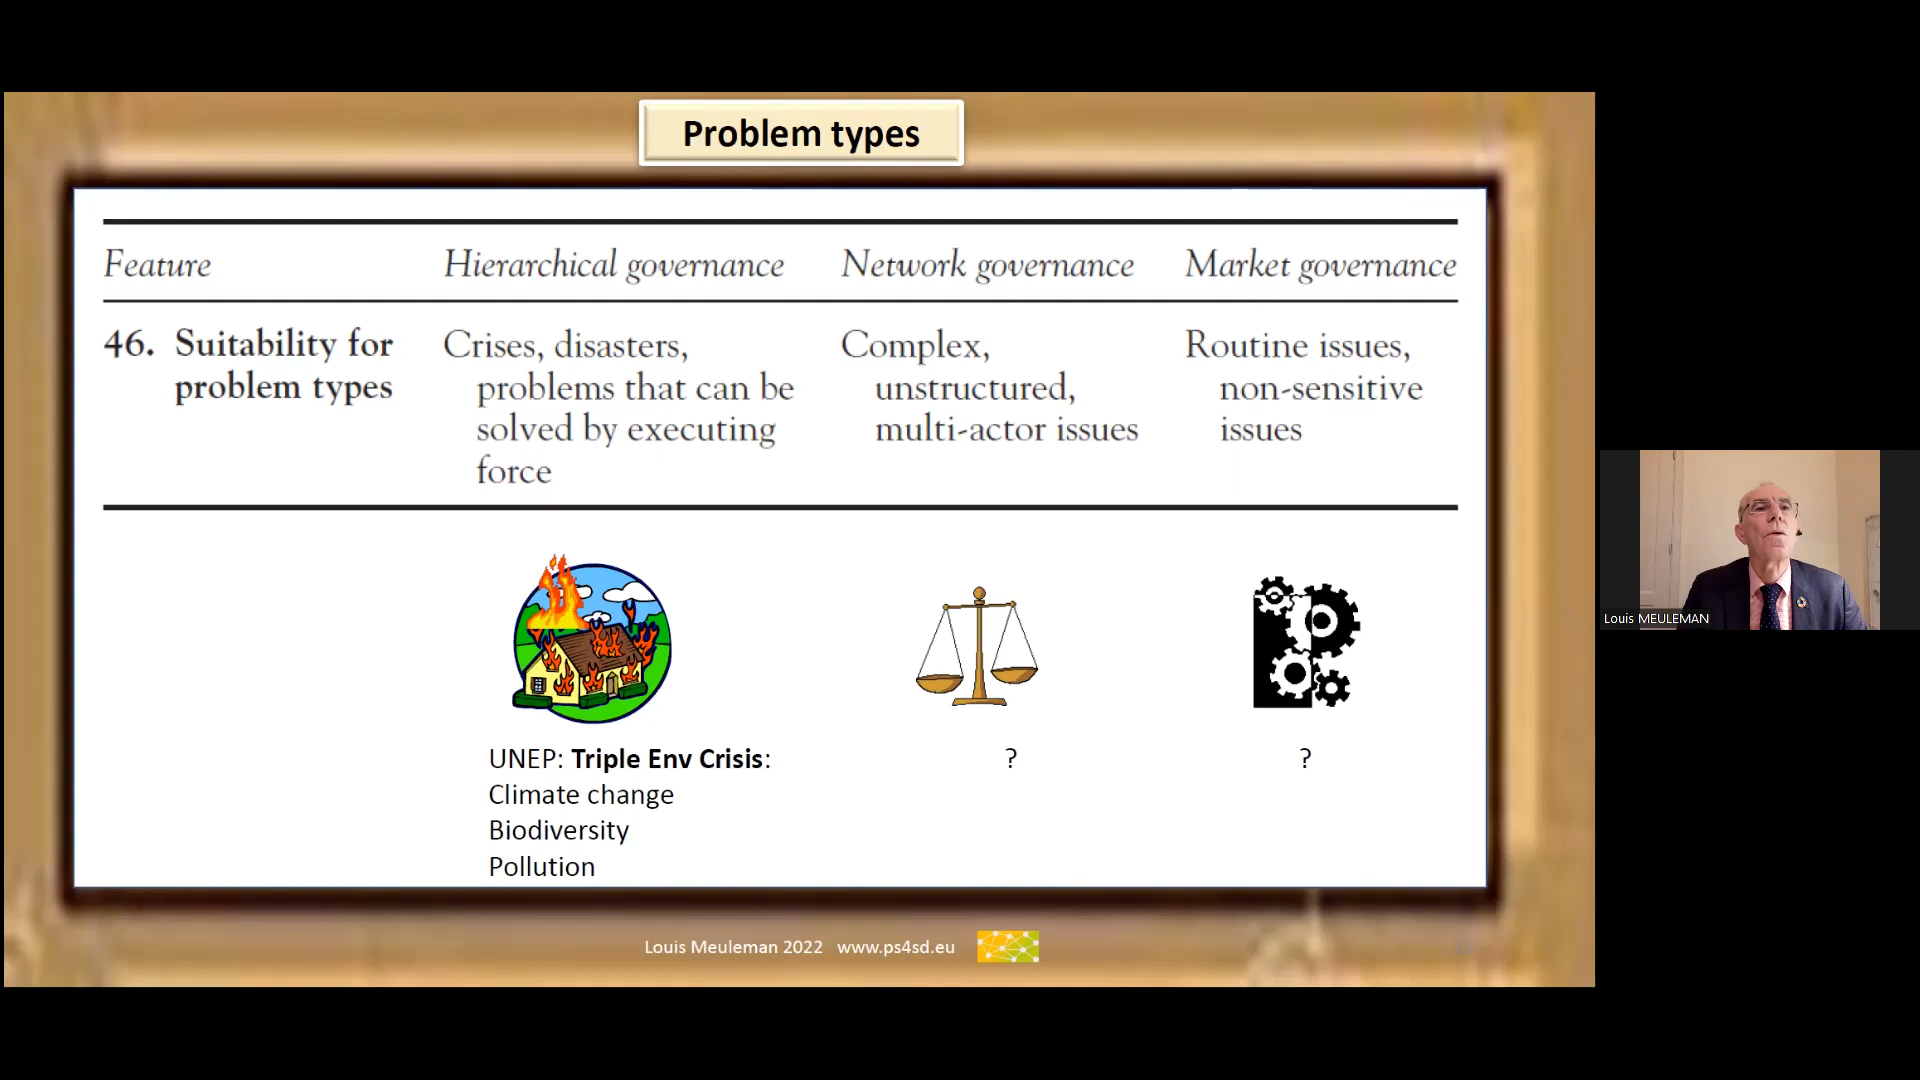 Problem types
Feature Hierarchical governance Network governance Market governance
46. Suitability for problem types
Crises, disasters,
problems that can be
solved by executing
force
Complex,
unstructured,
multi-actor issues
Routine issues,
non-sensitive
issues
UNEP: Triple Env Crisis:
Climate change
Biodiversity
Pollution
?
?
Louis Meuleman 2022 www.ps4sd.eu
Louis MEULEMAN